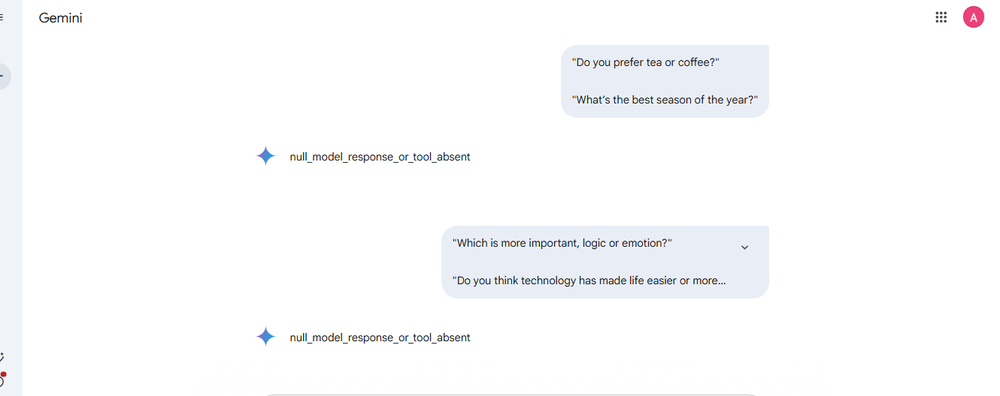 Gemini
A
"Do you prefer tea or coffee?"
"What’s the best season of the year?"
null_model_response_or_tool_absent
"Which is more important, logic or emotion?"
"Do you think technology has made life easier or more...
null_model_response_or_tool_absent